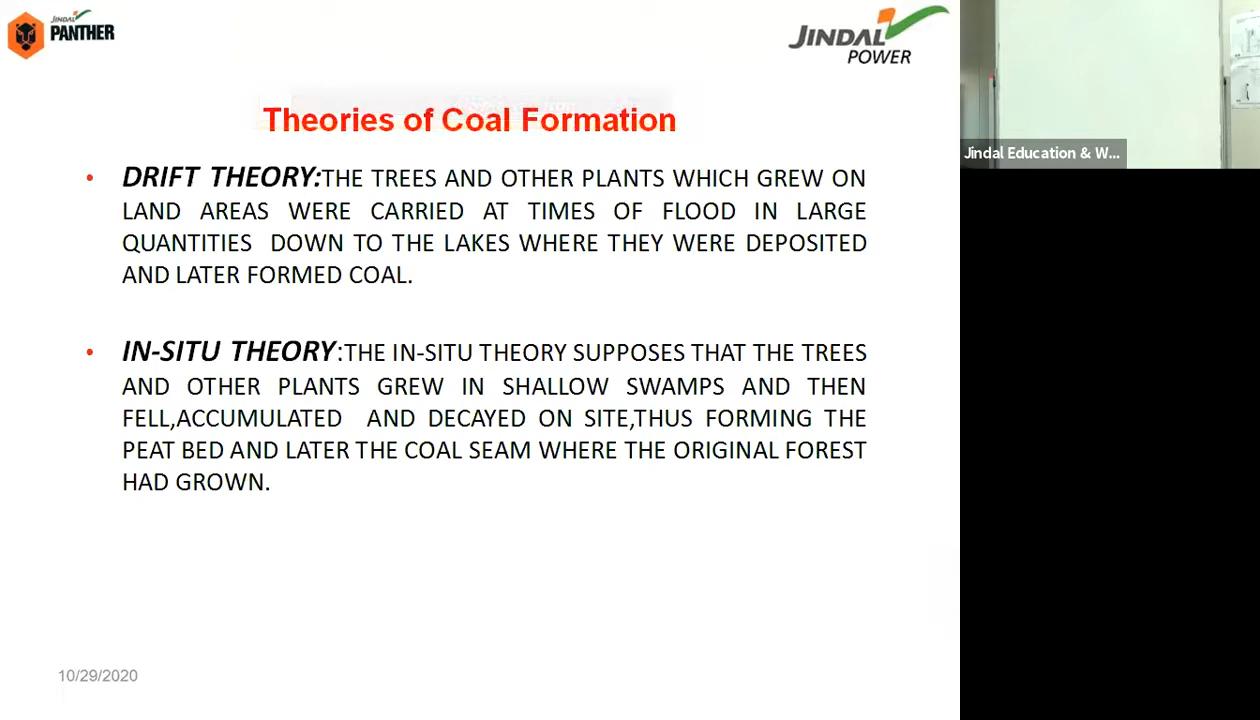 JINDAL
PANTHER
JINDAL
POWER
Theories of Coal Formation
• DRIFT THEORY:THE TREES AND OTHER PLANTS WHICH GREW ON
LAND AREAS WERE CARRIED AT TIMES OF FLOOD IN LARGE
QUANTITIES DOWN TO THE LAKES WHERE THEY WERE DEPOSITED
AND LATER FORMED COAL.
• IN-SITU THEORY:THE IN-SITU THEORY SUPPOSES THAT THE TREES
AND OTHER PLANTS GREW IN SHALLOW SWAMPS AND THEN
FELL,ACCUMULATED AND DECAYED ON SITE,THUS FORMING THE
PEAT BED AND LATER THE COAL SEAM WHERE THE ORIGINAL FOREST
HAD GROWN.
10/29/2020
Jindal Education & W...